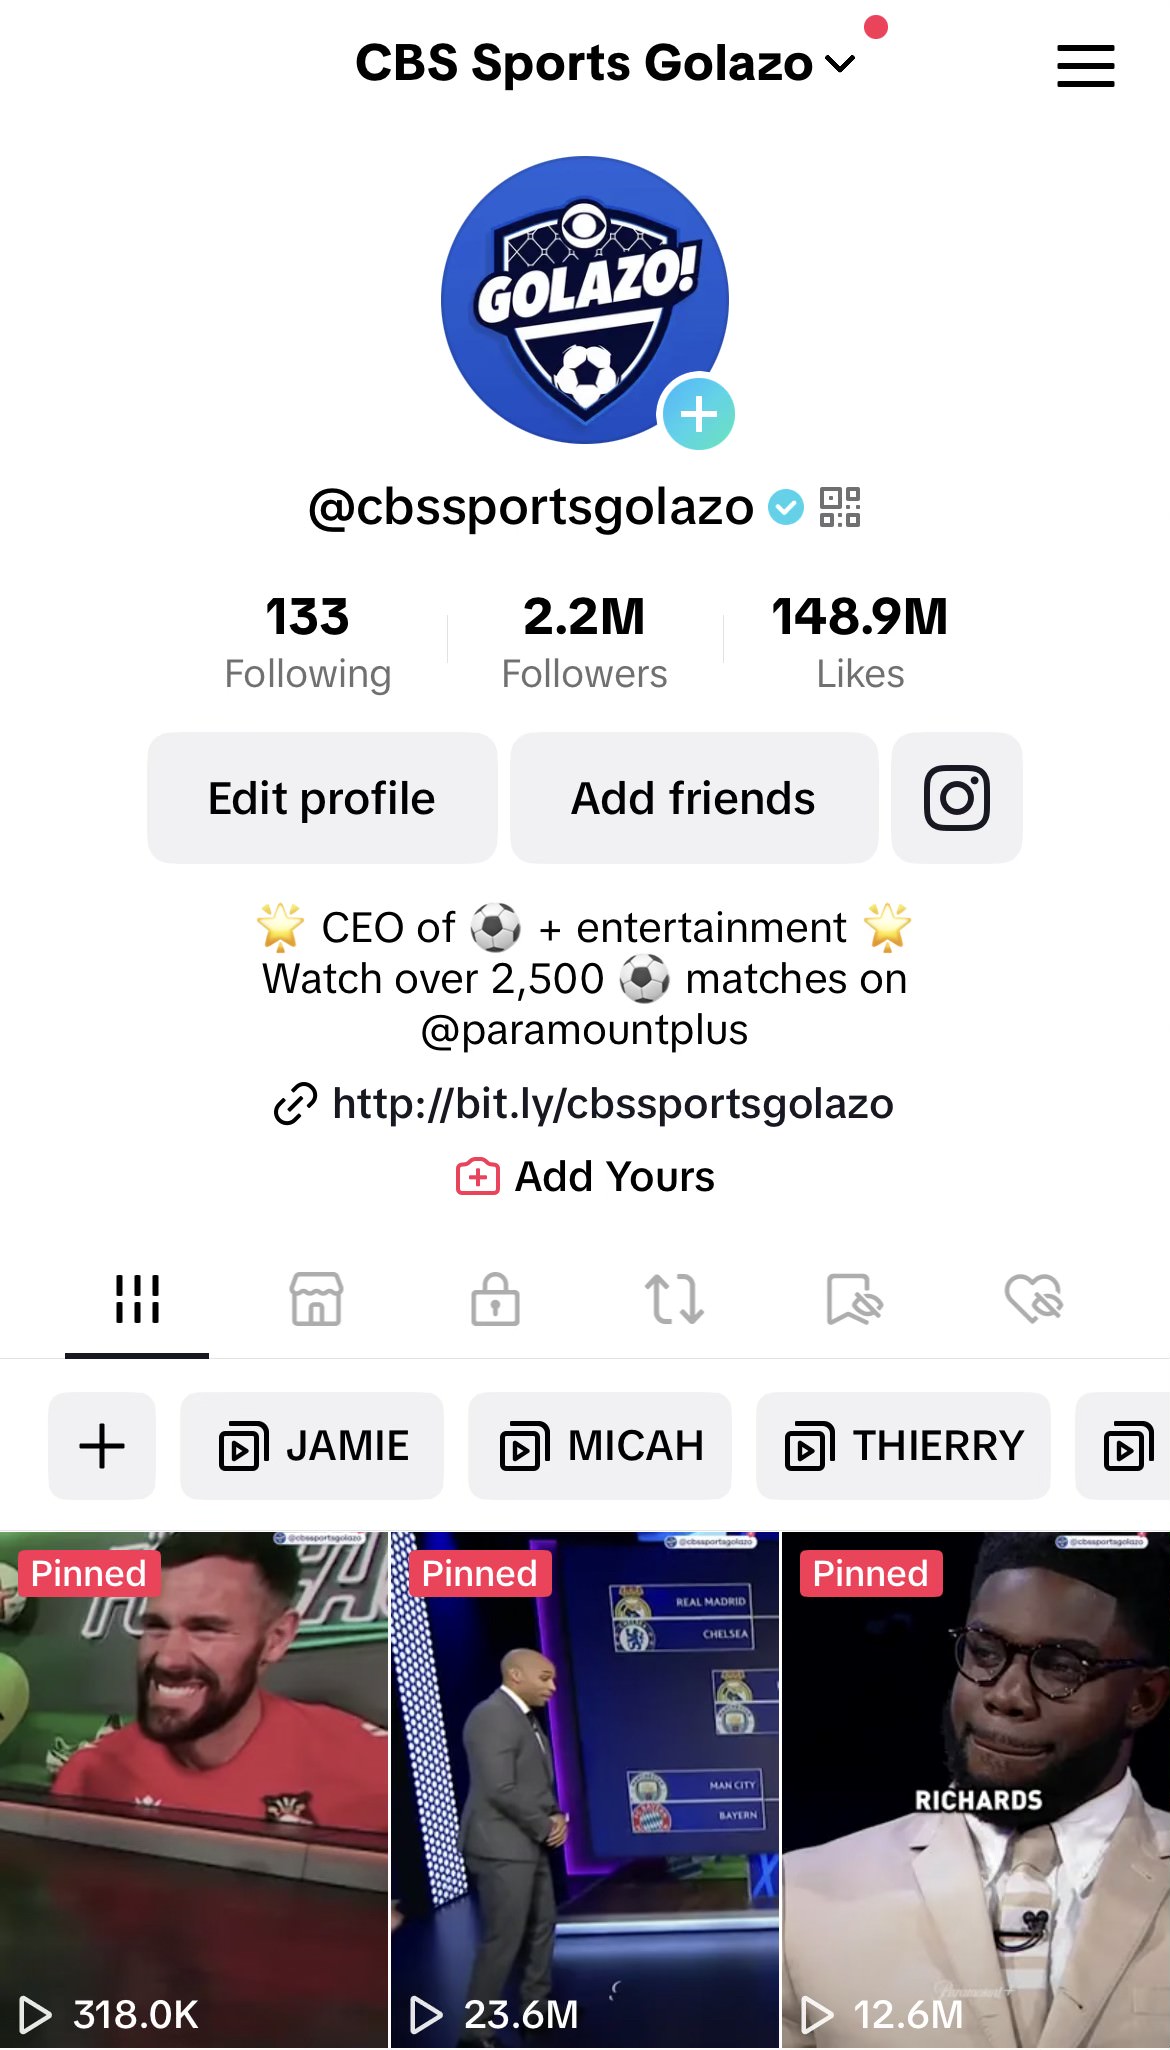 CBS Sports Golazo
GOLAZO!
@cbssportsgolazo
133 2.2M 148.9M
Following Followers Likes
Edit profile Add friends
🌟 CEO of ⚽ + entertainment 🌟
Watch over 2,500 ⚽ matches on
@paramountplus
http://bit.ly/cbssportsgolazo
Add Yours
JAMIE MICAH THIERRY
@cbssportsgolazo @cbssportsgolazo @cbssportsgolazo
Pinned Pinned Pinned
REAL MADRID
CHELSEA
MAN CITY
BAYERN
RICHARDS
Paramount+
318.0K 23.6M 12.6M